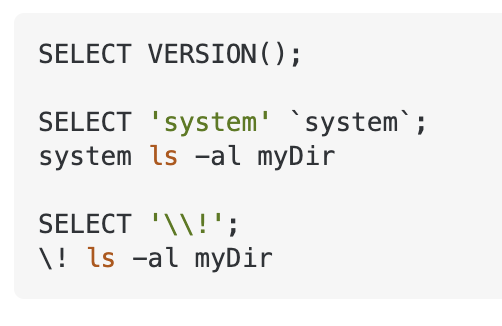 SELECT VERSION();
SELECT 'system' `system`;
system ls -al myDir
SELECT '\\!';
\! ls -al myDir